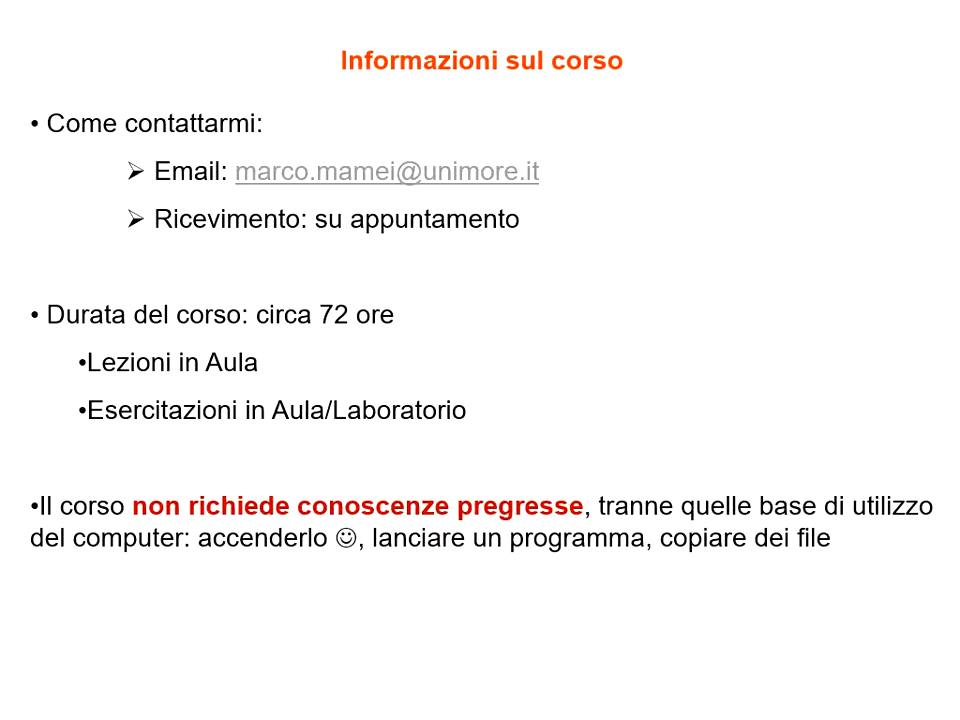 Informazioni sul corso
• Come contattarmi:
➢ Email: marco.mamei@unimore.it
➢ Ricevimento: su appuntamento
• Durata del corso: circa 72 ore
•Lezioni in Aula
•Esercitazioni in Aula/Laboratorio
•Il corso non richiede conoscenze pregresse, tranne quelle base di utilizzo
del computer: accenderlo ☺, lanciare un programma, copiare dei file